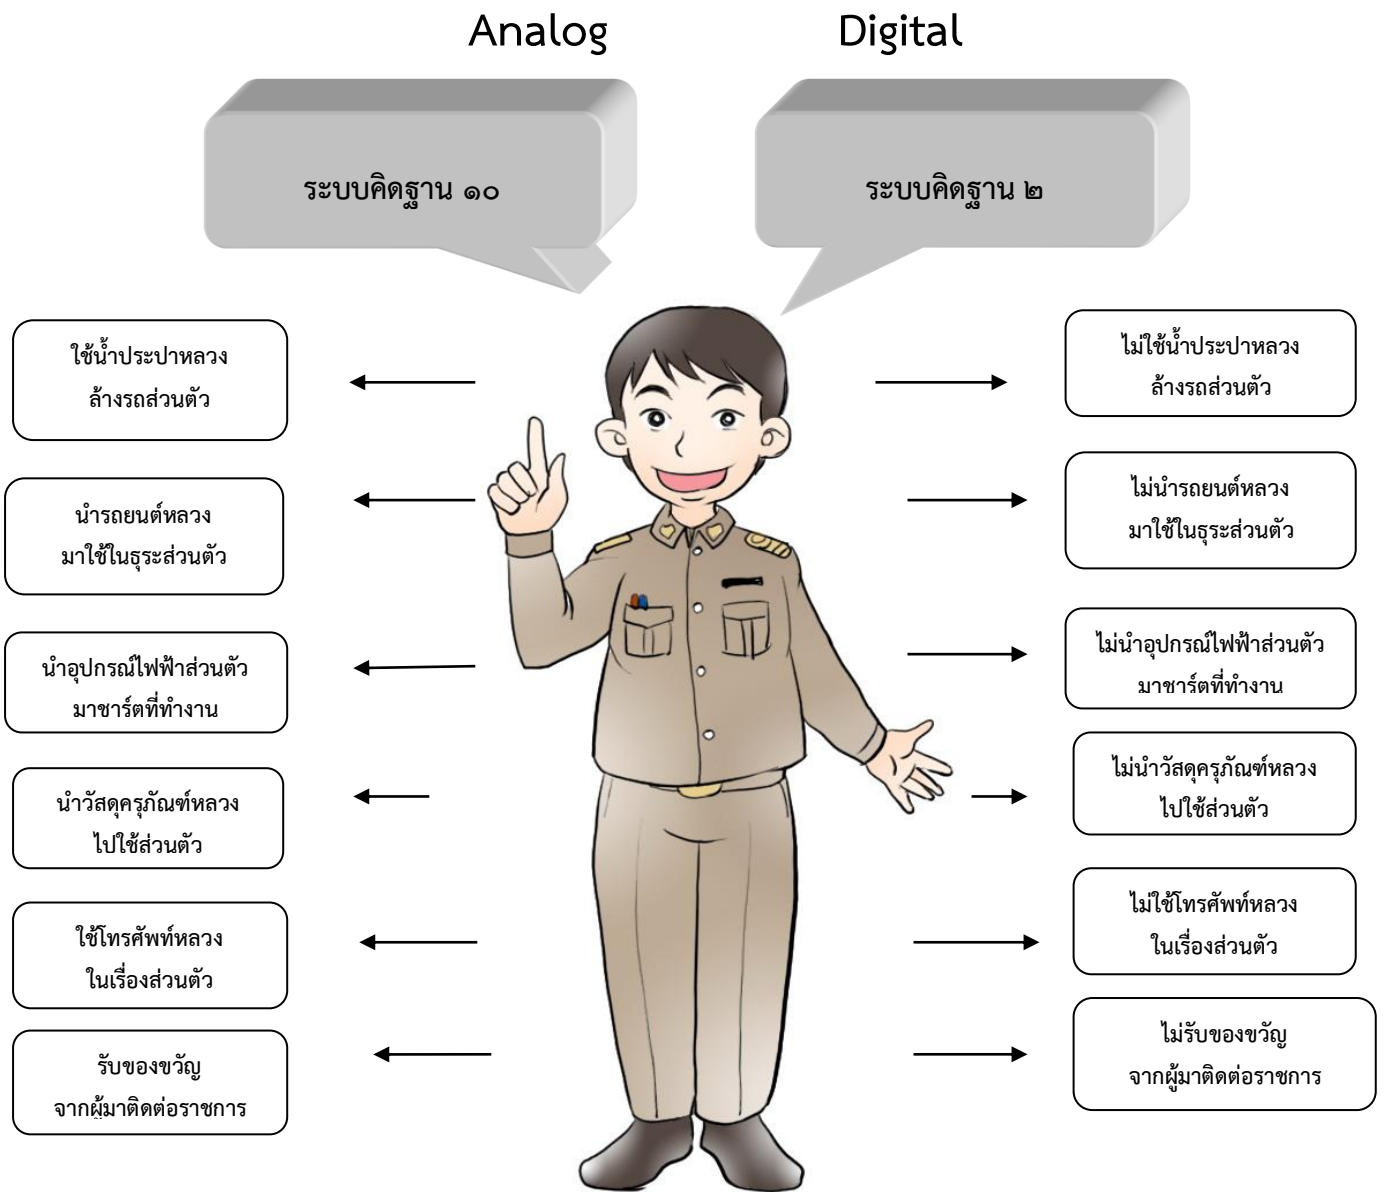 Analog
Digital
ระบบคิดฐาน ๑๐
ระบบคิดฐาน ๒
ใช้น้ำประปาหลวง
ล้างรถส่วนตัว
นำรถยนต์หลวง
มาใช้ในธุระส่วนตัว
นำอุปกรณ์ไฟฟ้าส่วนตัว
มาชาร์ตที่ทำงาน
นำวัสดุครุภัณฑ์หลวง
ไปใช้ส่วนตัว
ใช้โทรศัพท์หลวง
ในเรื่องส่วนตัว
รับของขวัญ
จากผู้มาติดต่อราชการ
ไม่ใช้น้ำประปาหลวง
ล้างรถส่วนตัว
ไม่นำรถยนต์หลวง
มาใช้ในธุระส่วนตัว
ไม่นำอุปกรณ์ไฟฟ้าส่วนตัว
มาชาร์ตที่ทำงาน
ไม่นำวัสดุครุภัณฑ์หลวง
ไปใช้ส่วนตัว
ไม่ใช้โทรศัพท์หลวง
ในเรื่องส่วนตัว
ไม่รับของขวัญ
จากผู้มาติดต่อราชการ